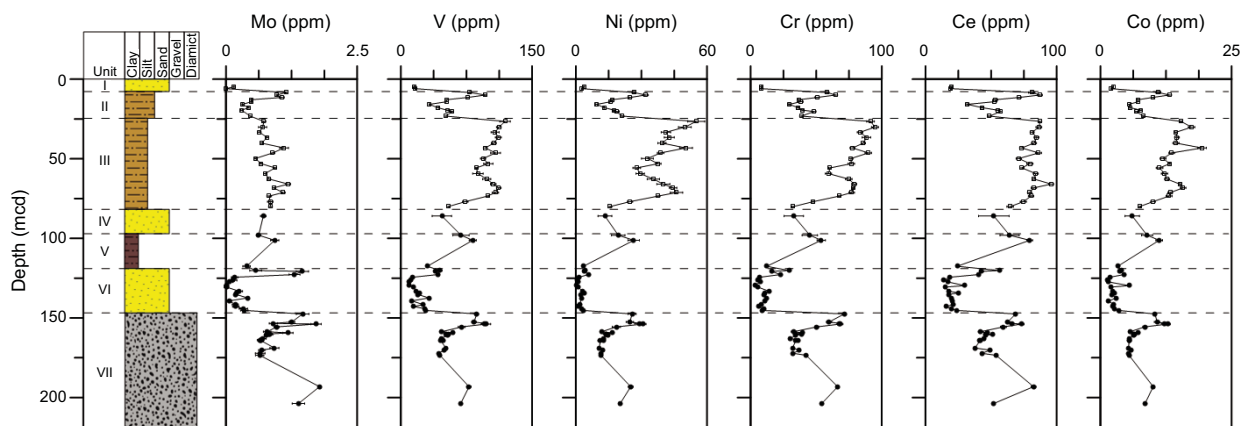 Mo (ppm) V (ppm) Ni (ppm) Cr (ppm) Ce (ppm) Co (ppm)
Unit Clay Silt Sand Gravel Diamict 0 2.5 0 150 0 60 0 100 0 100 0 25
0 I
II
50 III
IV
100 V
VI
150
VII
200
Depth (mcd)